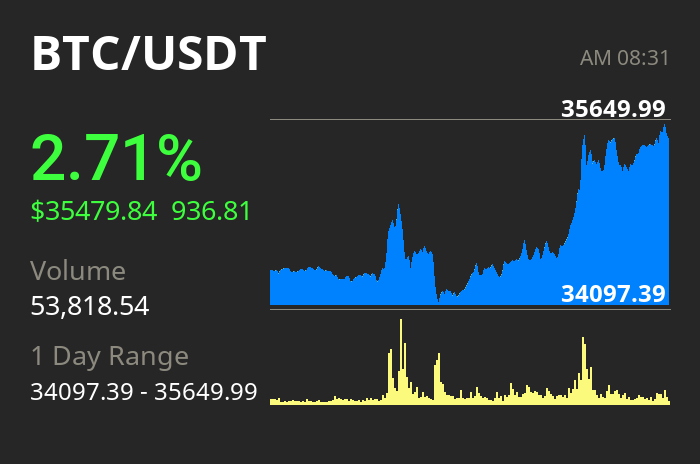 BTC/USDT
AM 08:31
35649.99
2.71%
$35479.84 936.81
Volume
53,818.54
34097.39
1 Day Range
34097.39 - 35649.99